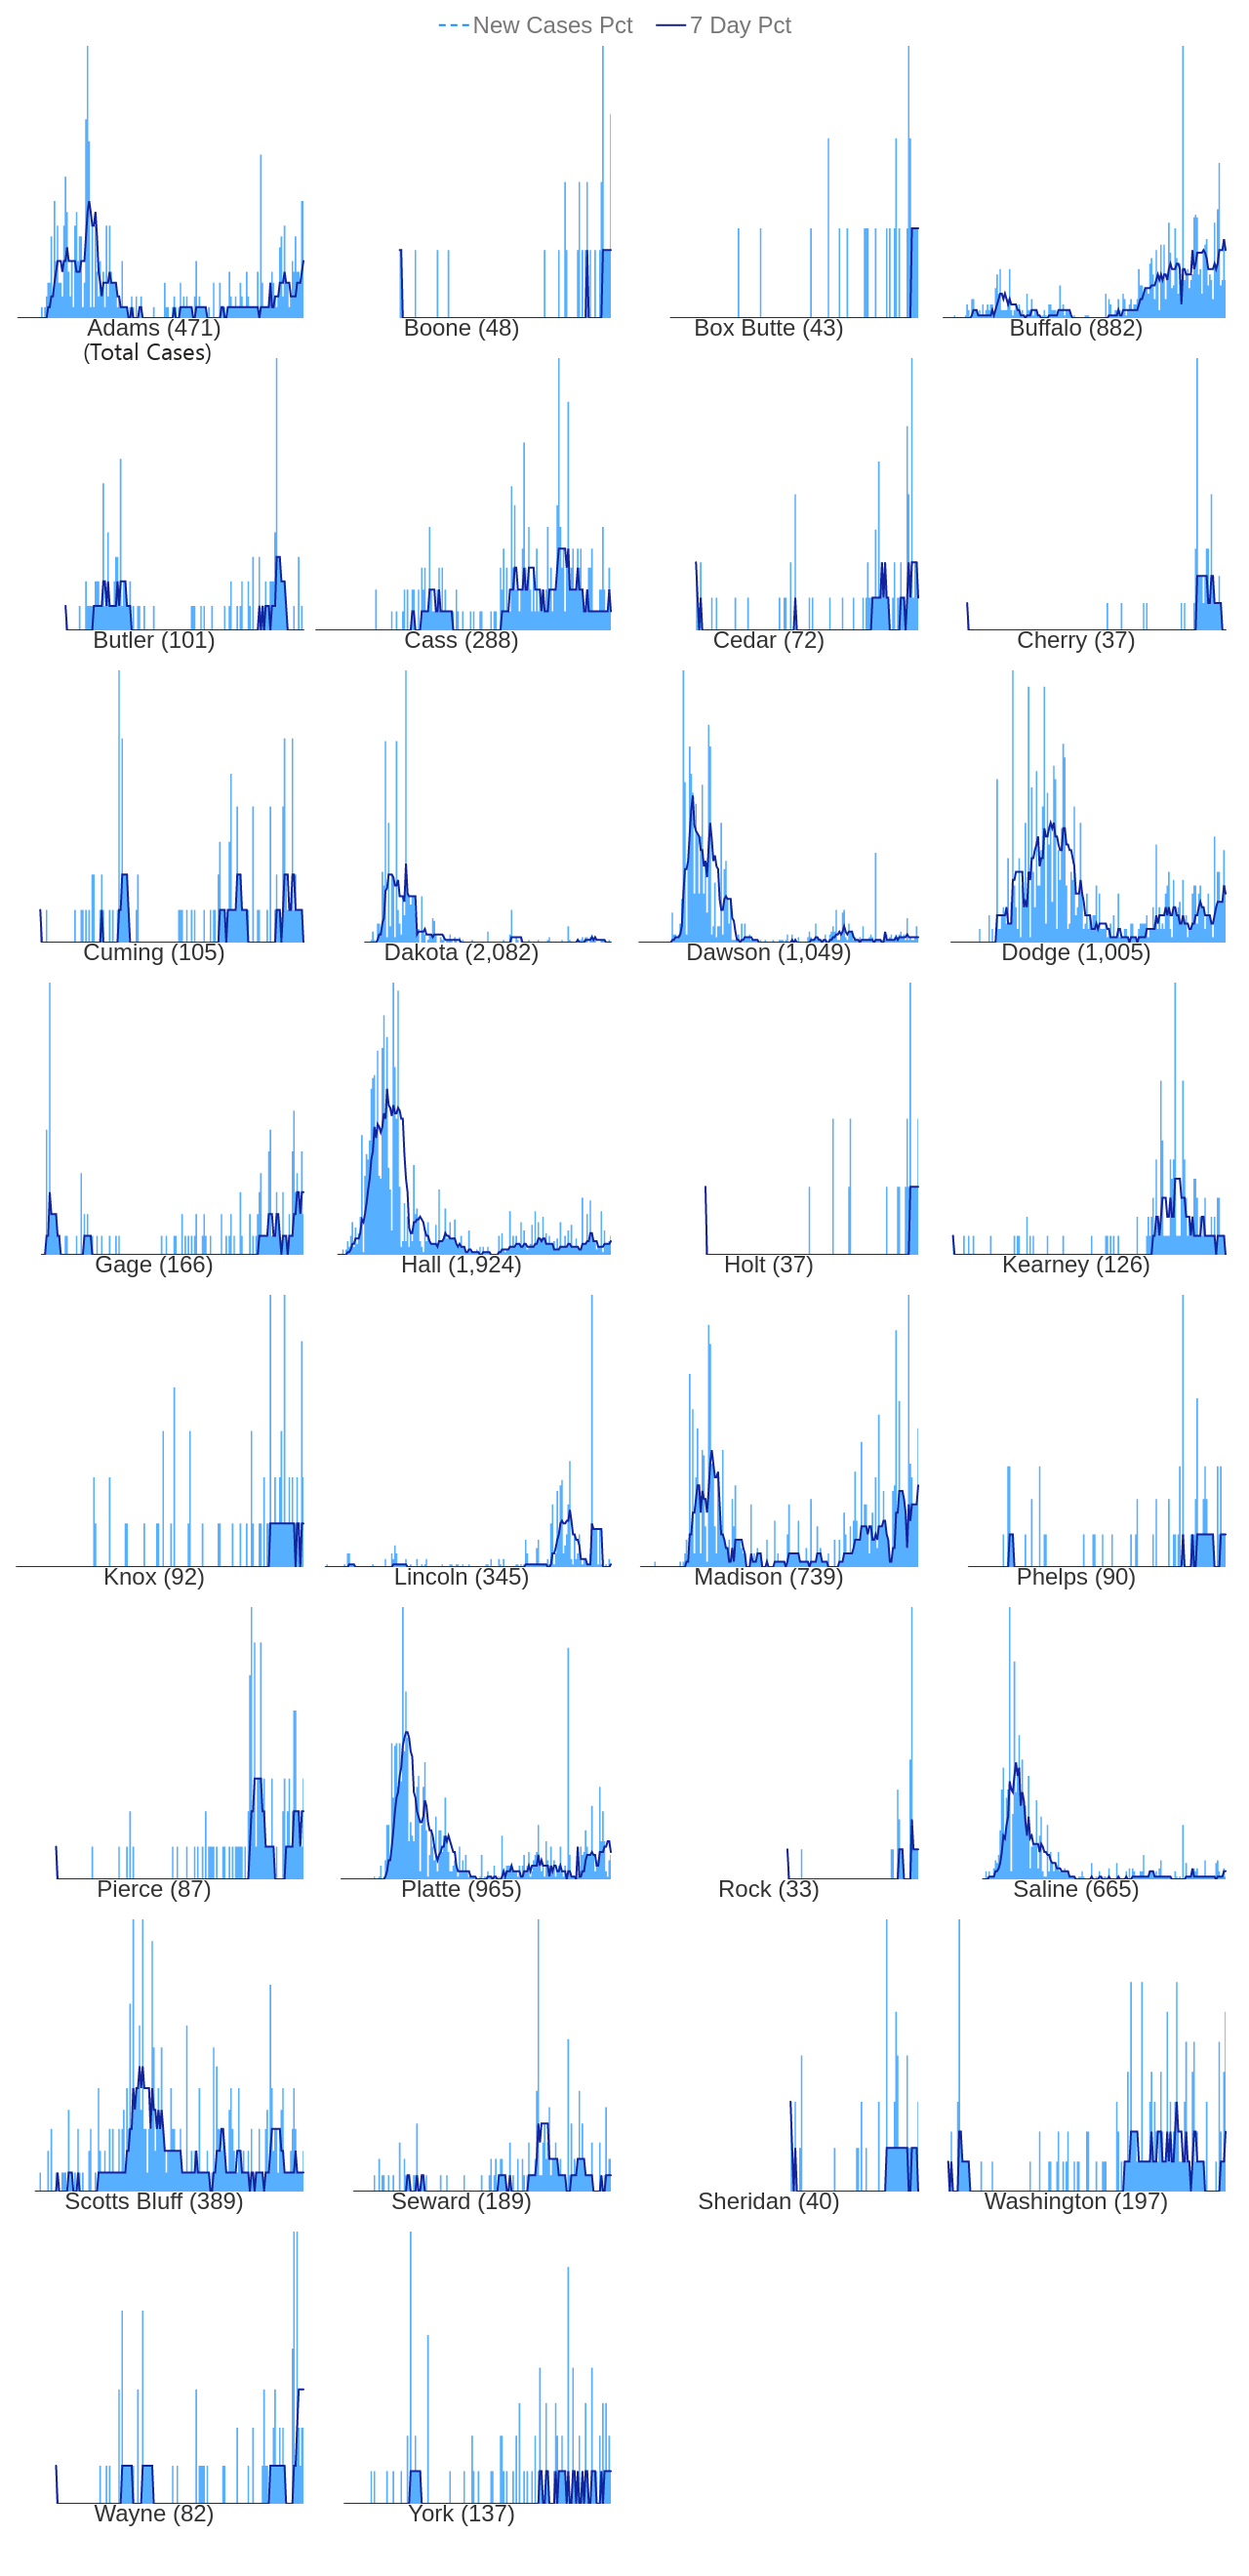 New Cases Pct 7 Day Pct
Adams (471) Boone (48) Box Butte (43) Buffalo (882)
(Total Cases)
Butler (101) Cass (288) Cedar (72) Cherry (37)
Cuming (105) Dakota (2,082) Dawson (1,049) Dodge (1,005)
Gage (166) Hall (1,924) Holt (37) Kearney (126)
Knox (92) Lincoln (345) Madison (739) Phelps (90)
Pierce (87) Platte (965) Rock (33) Saline (665)
Scotts Bluff (389) Seward (189) Sheridan (40) Washington (197)
Wayne (82) York (137)